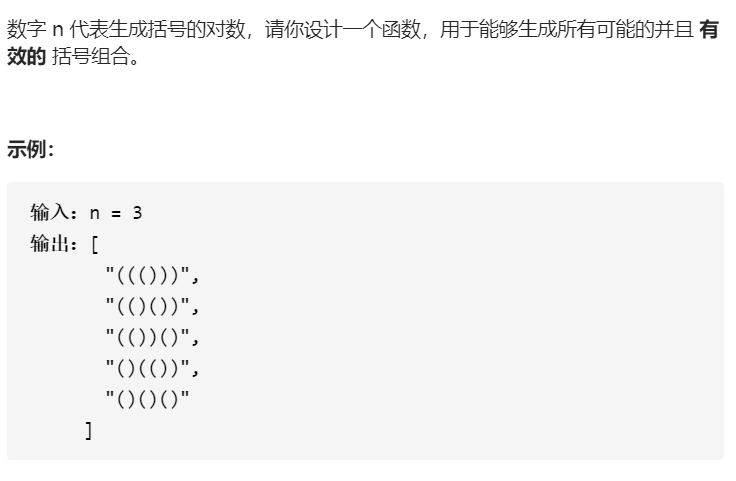 数字 n 代表生成括号的对数，请你设计一个函数，用于能够生成所有可能的并且 有
效的 括号组合。
示例：
输入：n = 3
输出：[
"((()))",
"(()())",
"(())()",
"()(())",
"()()()"
]